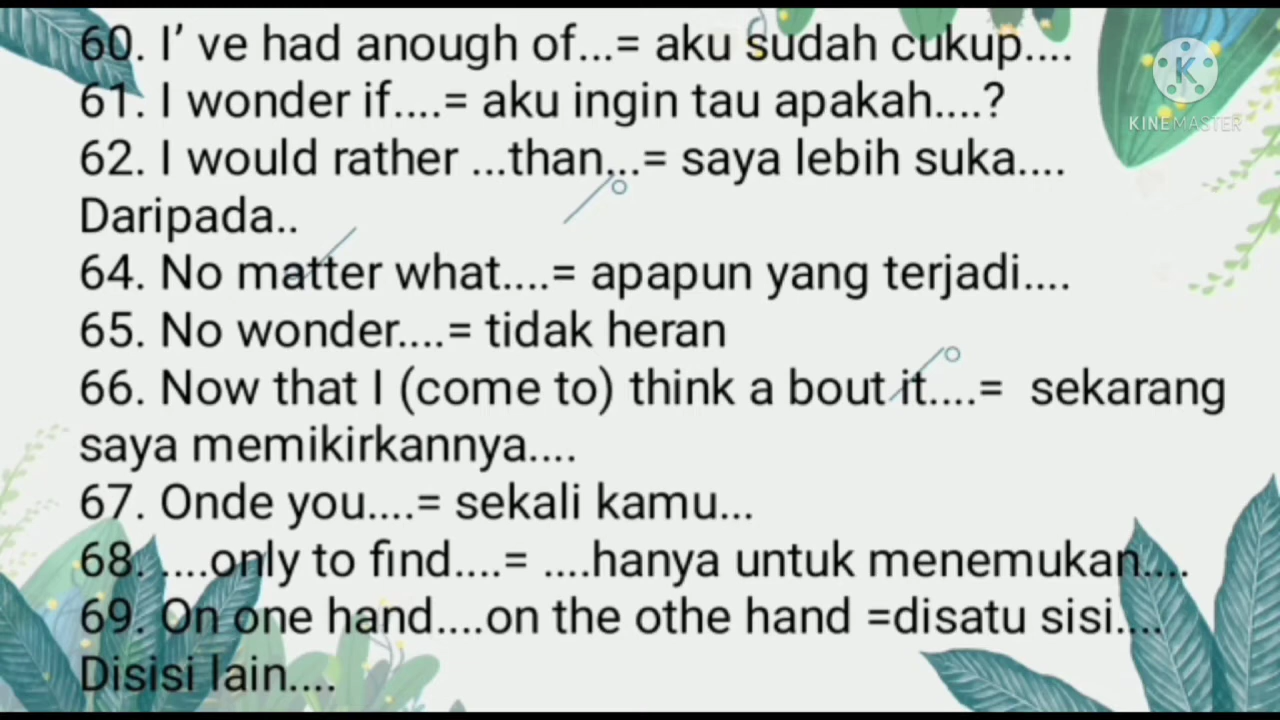 60. I' ve had anough of...= aku sudah cukup....
61. I wonder if....= aku ingin tau apakah....?
62. I would rather ...than...= saya lebih suka....
Daripada..
64. No matter what....= apapun yang terjadi....
65. No wonder....= tidak heran
66. Now that I (come to) think a bout it....= sekarang
saya memikirkannya....
67. Onde you....= sekali kamu...
68. ....only to find....= ....hanya untuk menemukan....
69. On one hand....on the othe hand =disatu sisi....
Disisi lain....
K
KINEMASTER